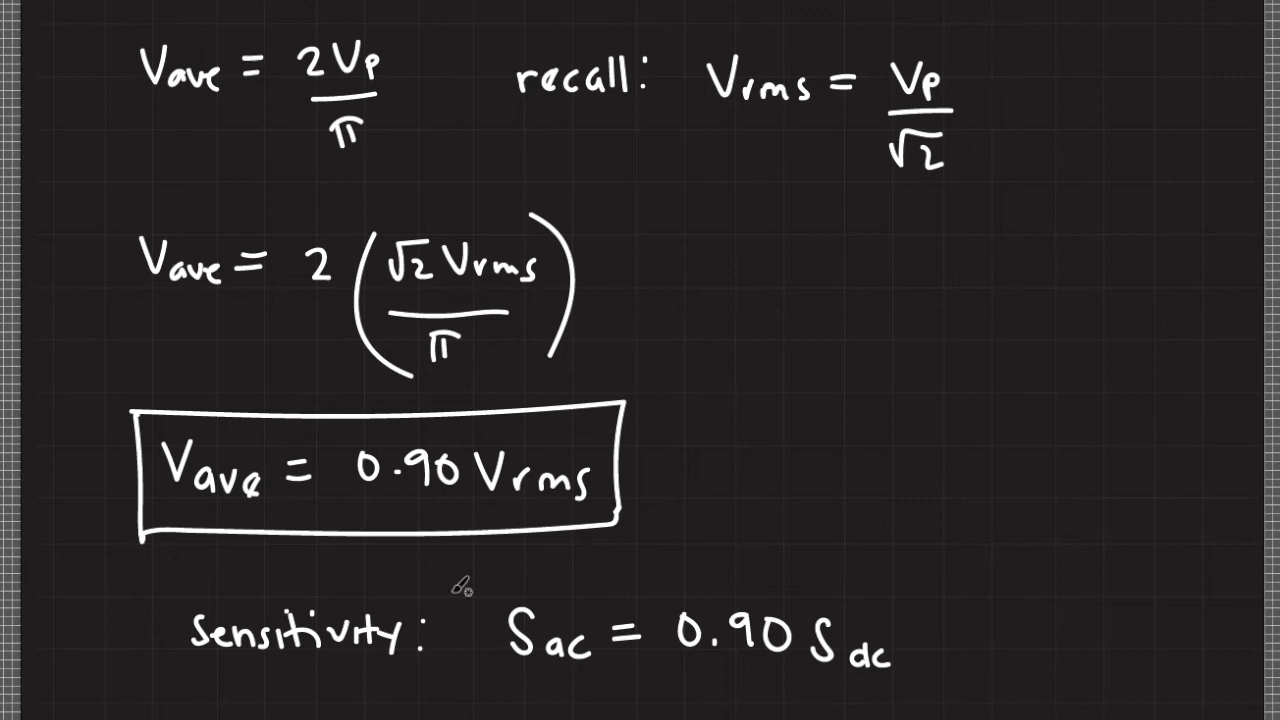 Vave = 2Vp / π recall: Vrms = Vp / √2
Vave = 2 (√2 Vrms / π)
Vave = 0.90 Vrms
sensitivity: Sac = 0.90 Sdc